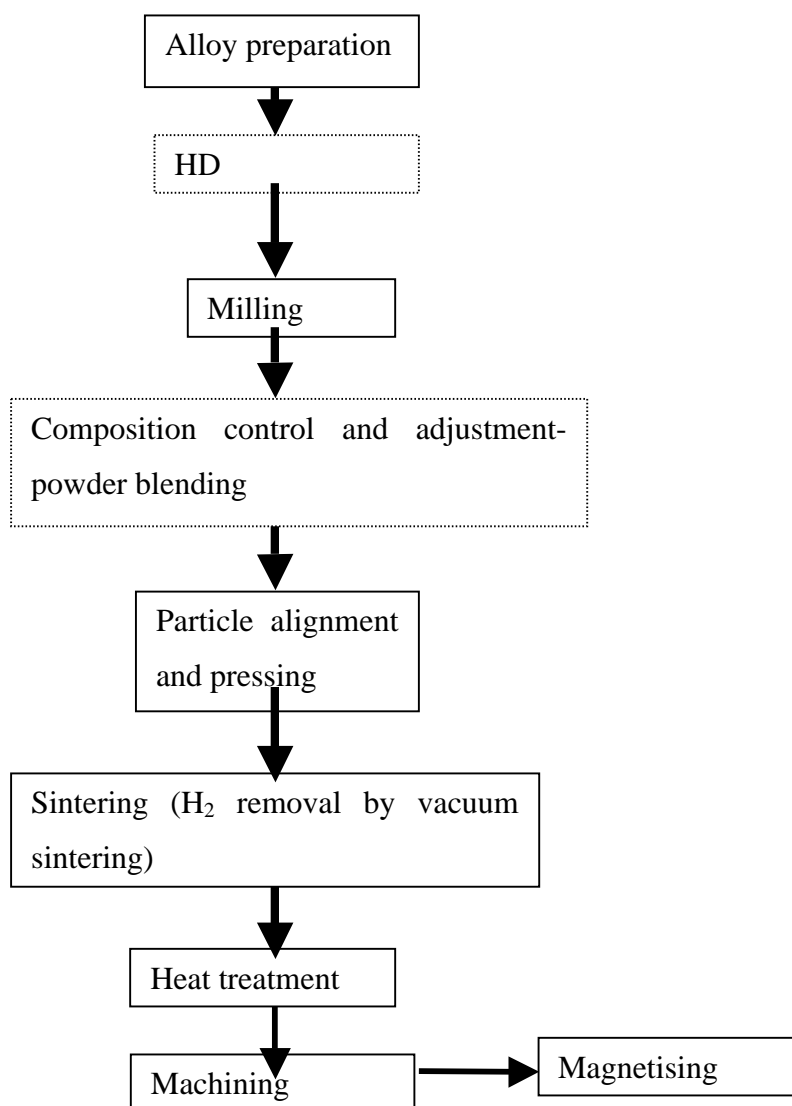 Alloy preparation
HD
Milling
Composition control and adjustment-
powder blending
Particle alignment
and pressing
Sintering (H₂ removal by vacuum
sintering)
Heat treatment
Machining
Magnetising